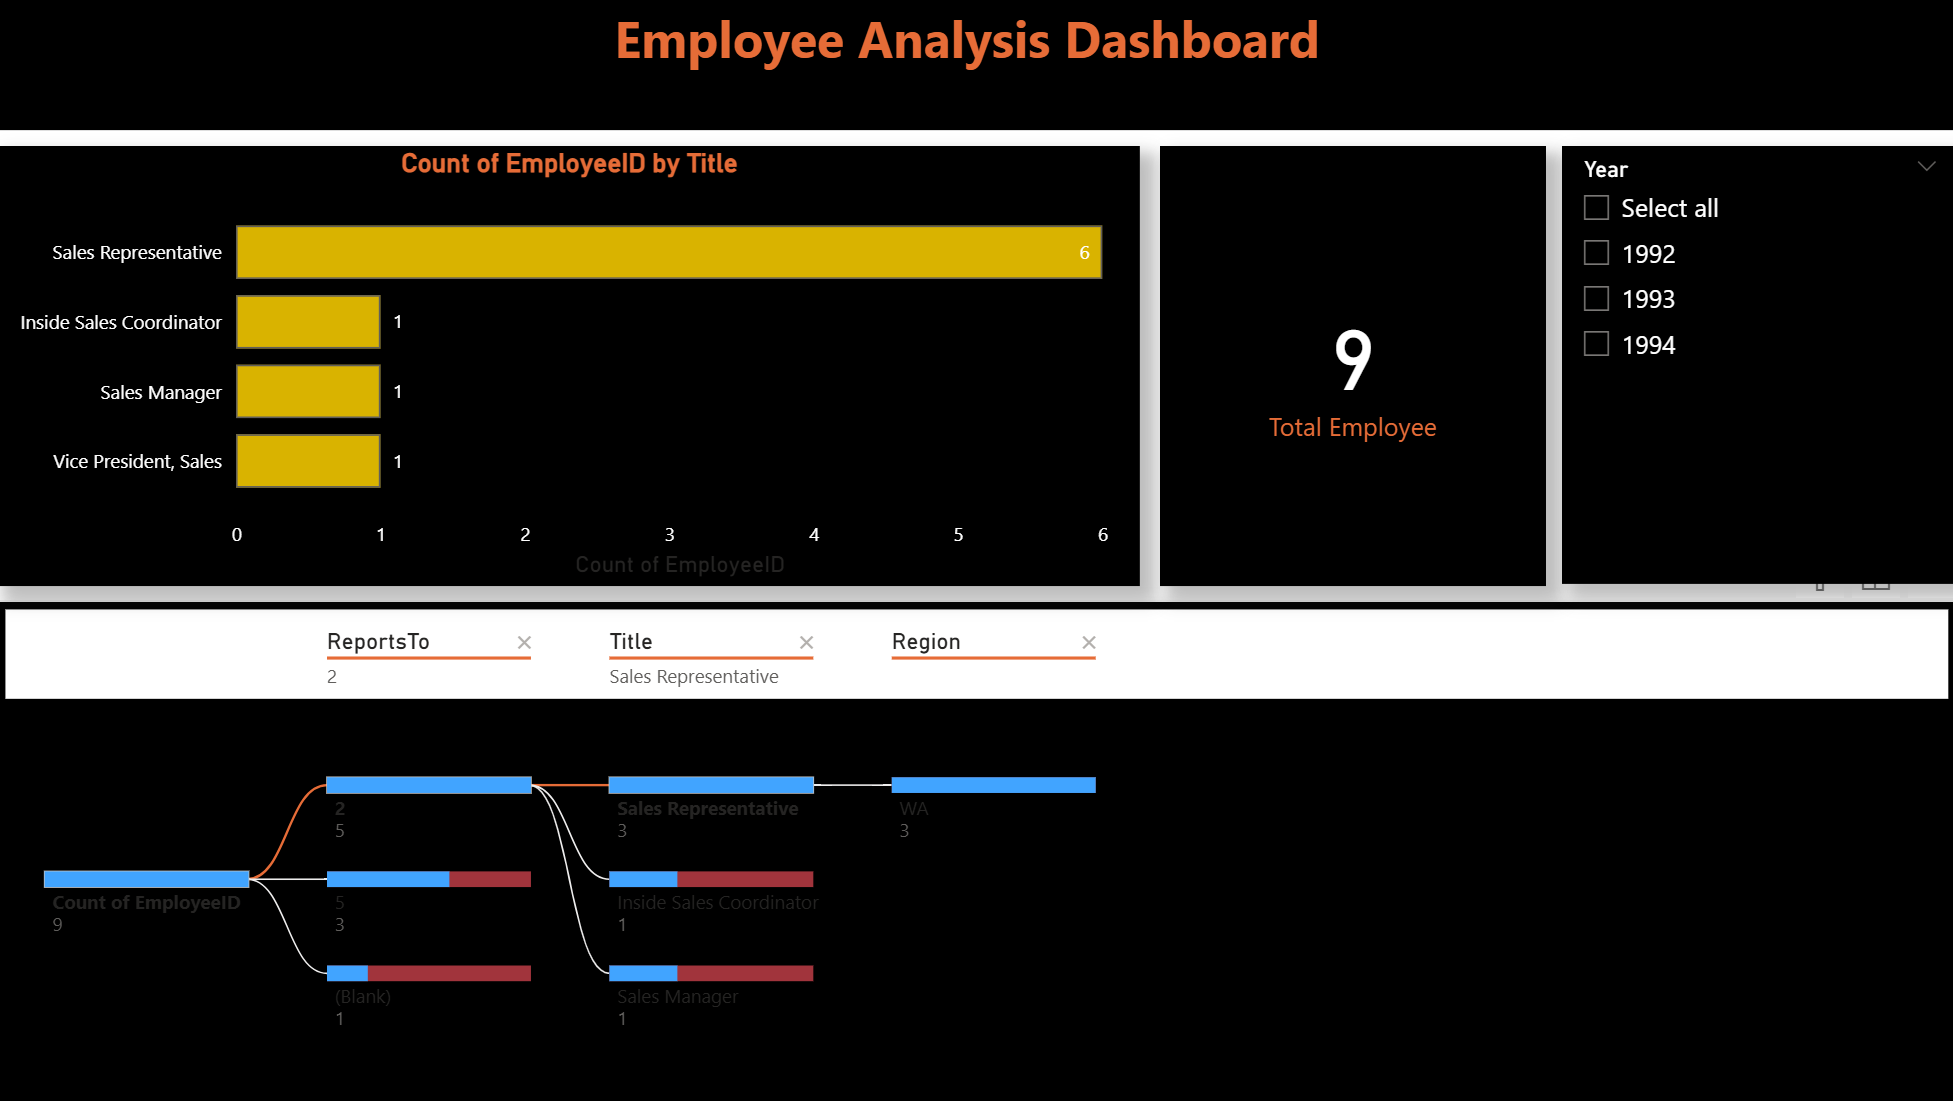 Employee Analysis Dashboard
Count of EmployeeID by Title
Sales Representative
6
Inside Sales Coordinator
1
Sales Manager
1
Vice President, Sales
1
0 1 2 3 4 5 6
Count of EmployeeID
9
Total Employee
Year
Select all
1992
1993
1994
ReportsTo
2
Title
Sales Representative
Region
Count of EmployeeID
9
2
5
5
3
(Blank)
1
Sales Representative
3
Inside Sales Coordinator
1
Sales Manager
1
WA
3